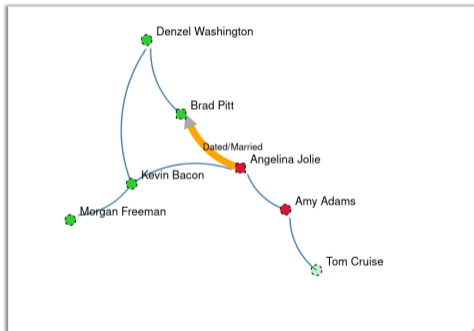 Denzel Washington
Brad Pitt
Dated/Married
Angelina Jolie
Kevin Bacon
Amy Adams
Morgan Freeman
Tom Cruise